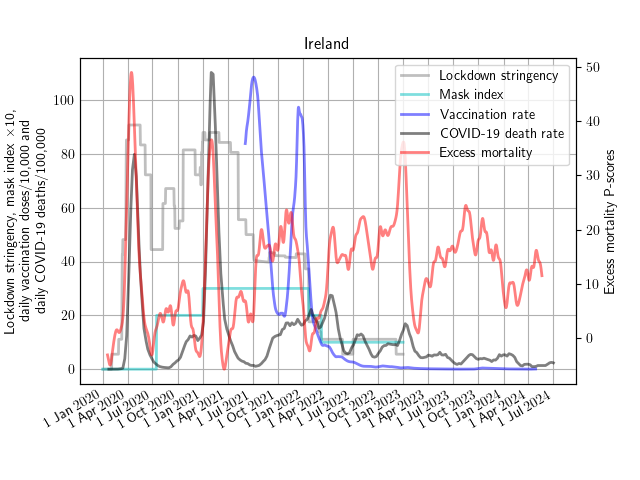 Ireland
Lockdown stringency
Mask index
Vaccination rate
COVID-19 death rate
Excess mortality
Lockdown stringency, mask index ×10,
daily vaccination doses/10,000 and
daily COVID-19 deaths/100,000
100
80
60
40
20
0
50
40
30
20
10
0
Excess mortality P-scores
1 Jan 2020
1 Apr 2020
1 Jul 2020
1 Oct 2020
1 Jan 2021
1 Apr 2021
1 Jul 2021
1 Oct 2021
1 Jan 2022
1 Apr 2022
1 Jul 2022
1 Oct 2022
1 Jan 2023
1 Apr 2023
1 Jul 2023
1 Oct 2023
1 Jan 2024
1 Apr 2024
1 Jul 2024